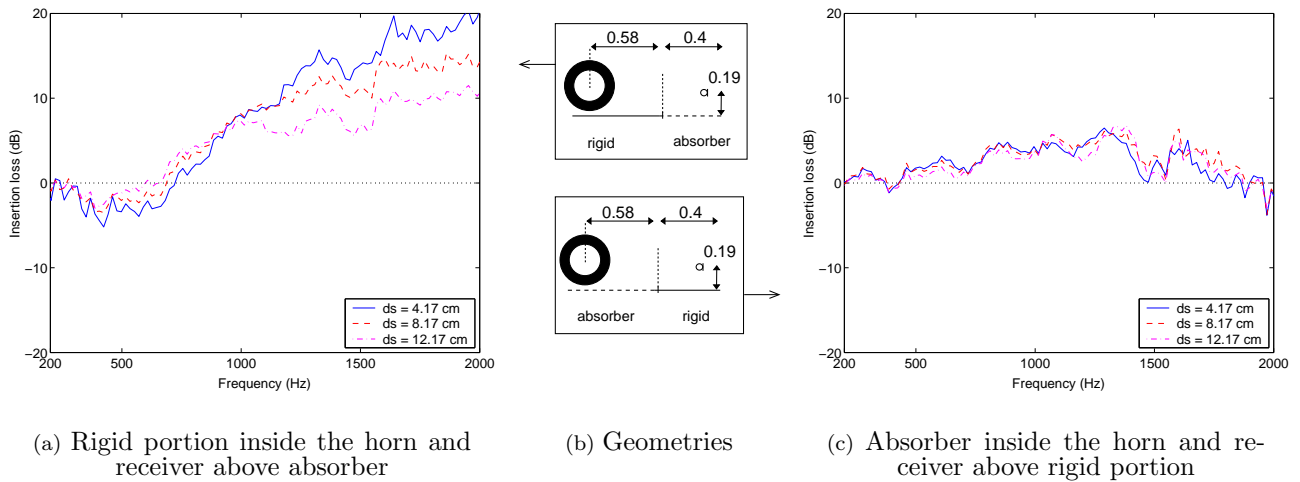 20
10
0
−10
−20
200
500
1000
1500
2000
Insertion loss (dB)
Frequency (Hz)
ds = 4.17 cm
ds = 8.17 cm
ds = 12.17 cm
(a) Rigid portion inside the horn and
receiver above absorber
0.58
0.4
0.19
rigid
absorber
0.58
0.4
0.19
absorber
rigid
(b) Geometries
20
10
0
−10
−20
200
500
1000
1500
2000
Insertion loss (dB)
Frequency (Hz)
ds = 4.17 cm
ds = 8.17 cm
ds = 12.17 cm
(c) Absorber inside the horn and re-
ceiver above rigid portion